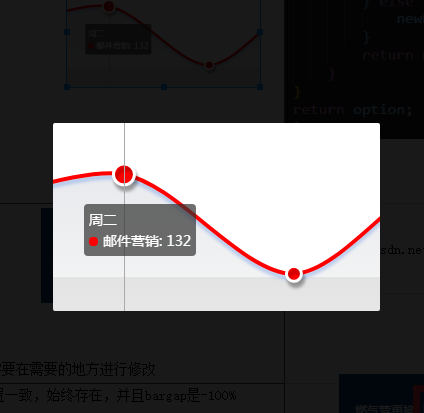 } else
new
}
return
}
}
return option;
周二
邮件营销: 132
周二
邮件营销: 132
sdn.ne
要在需要的地方进行修改
一致，始终存在，并且bargap是-100%